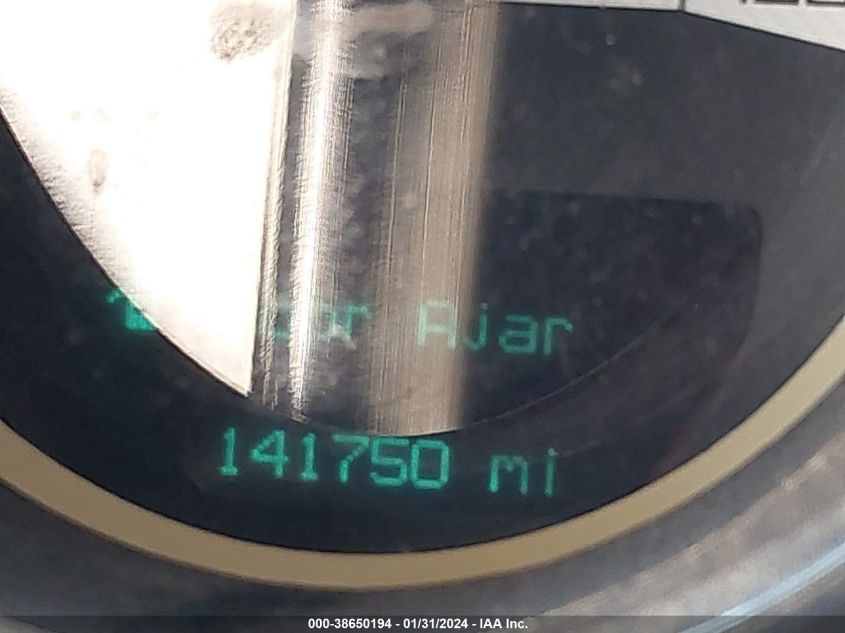 Ajar
141750 mi
000-38650194 - 01/31/2024 - IAA Inc.